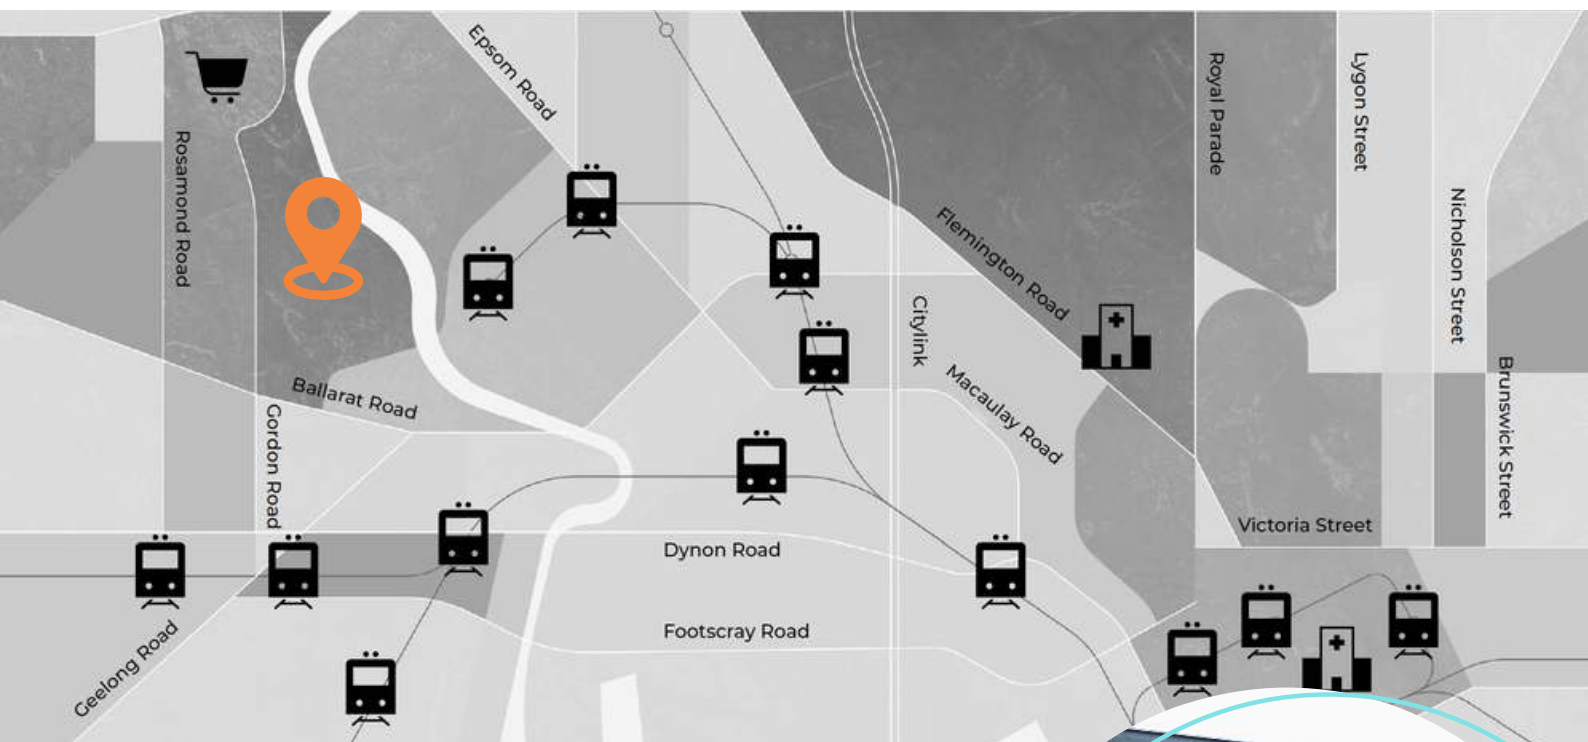 Epsom Road
Royal Parade
Lygon Street
Rosamond Road
Nicholson Street
Flemington Road
Citylink
Brunswick Street
Macaulay Road
Ballarat Road
Gordon Road
Victoria Street
Dynon Road
Footscray Road
Geelong Road